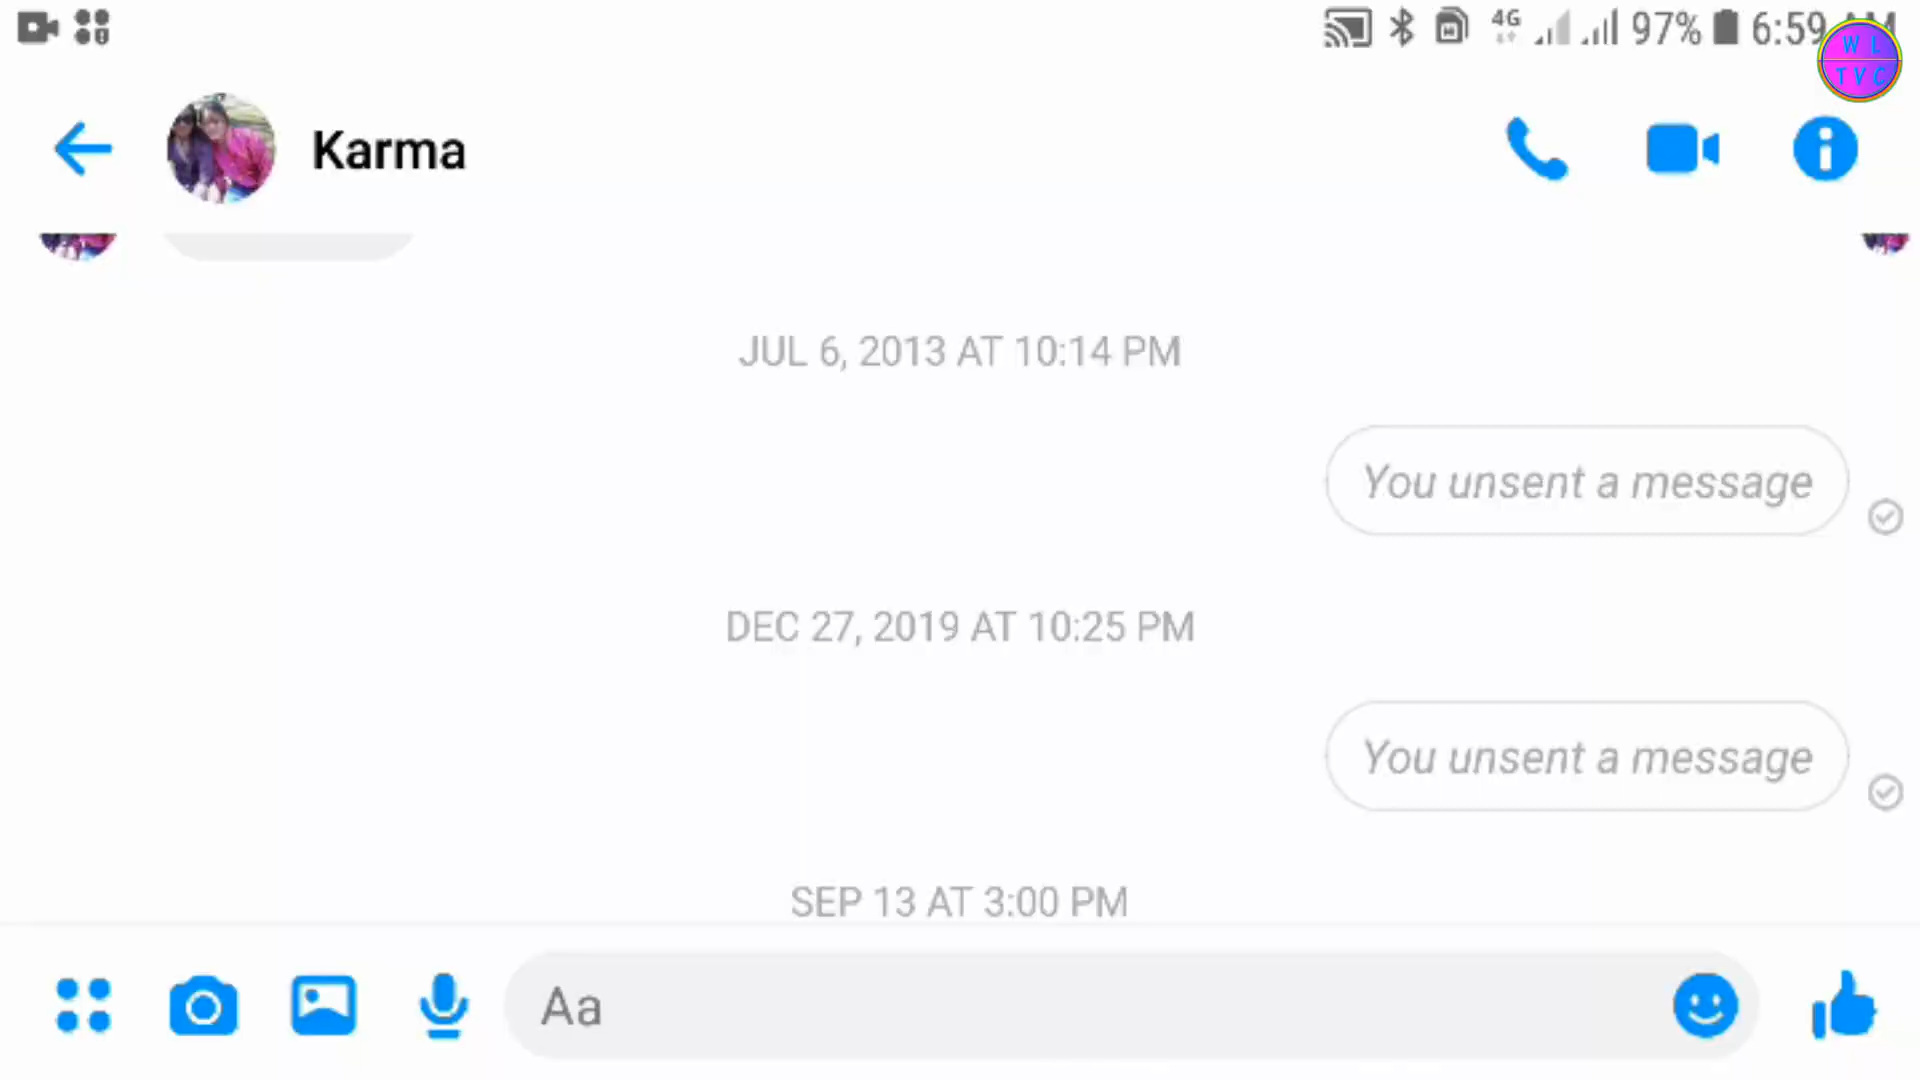 4G 97% 6:59 AM
W L
T V C
Karma
JUL 6, 2013 AT 10:14 PM
You unsent a message
DEC 27, 2019 AT 10:25 PM
You unsent a message
SEP 13 AT 3:00 PM
Aa